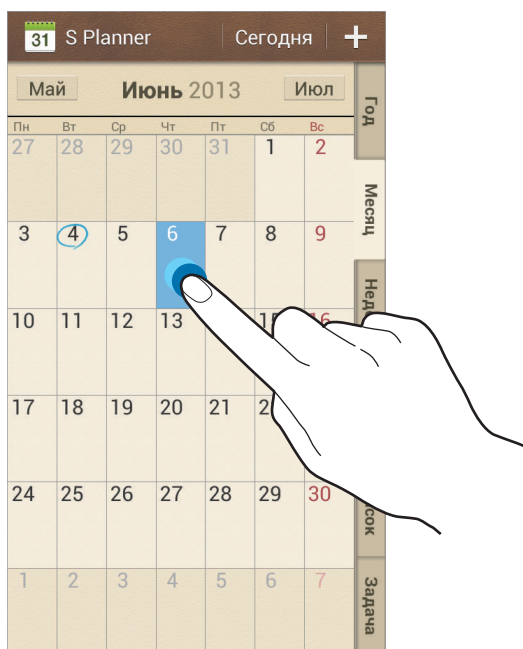 31 S Planner Сегодня +
Май Июнь 2013 Июл
Пн Вт Ср Чт Пт Сб Вс
27 28 29 30 31 1 2
3 4 5 6 7 8 9
10 11 12 13 16
17 18 19 20 21
24 25 26 27 28 29 30
1 2 3 4 5 6 7
Год
Месяц
Задача